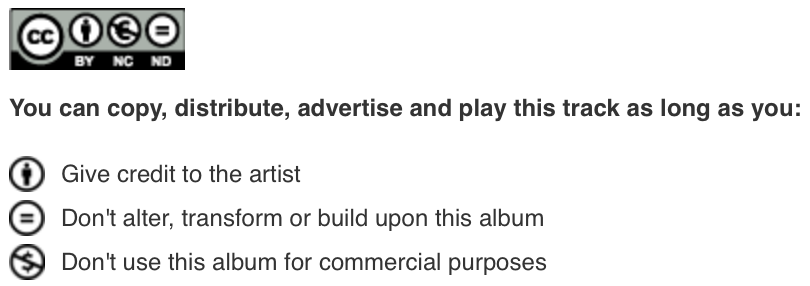 cc BY NC ND
You can copy, distribute, advertise and play this track as long as you:
Give credit to the artist
Don't alter, transform or build upon this album
Don't use this album for commercial purposes